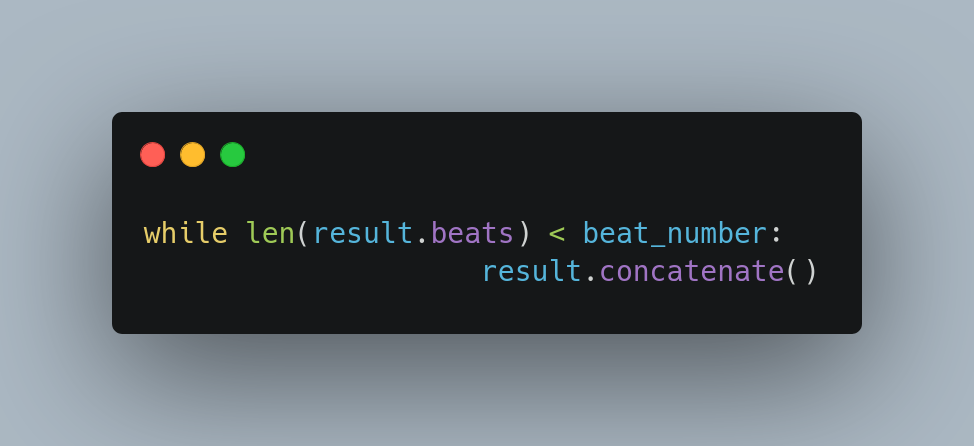 while len(result.beats) < beat_number:
                    result.concatenate()